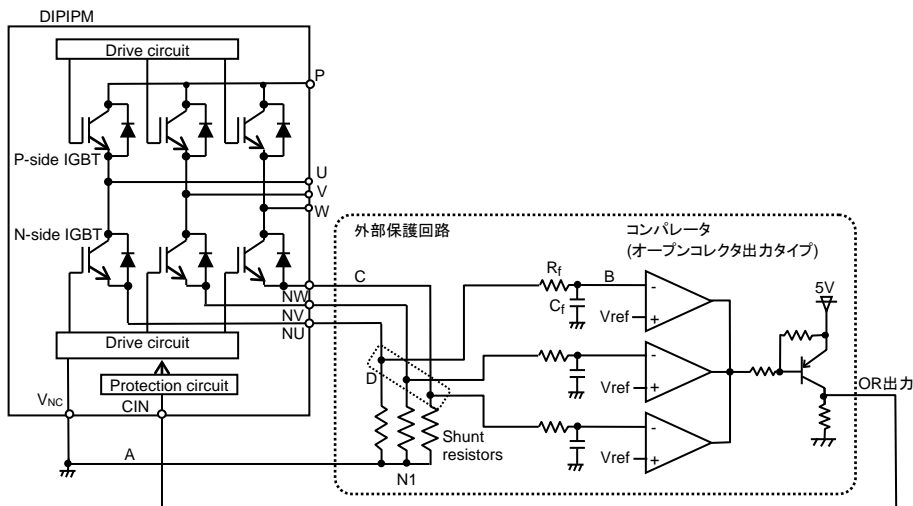 DIPIPM
Drive circuit
P
P-side IGBT
U
V
W
N-side IGBT
外部保護回路
コンパレータ
(オープンコレクタ出力タイプ)
C
Rf
B
5V
NW
Cf
Vref
NV
NU
Drive circuit
D
Vref
OR出力
Protection circuit
VNC
CIN
Shunt
resistors
Vref
A
N1
-
+
-
+
-
+